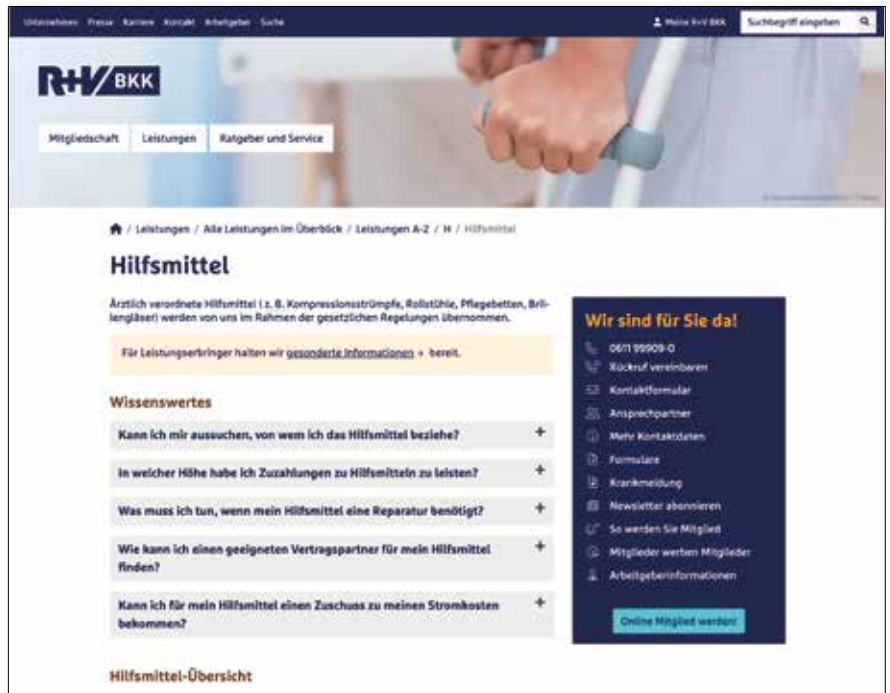 Unternehmen Presse Karriere Kontakt Arbeitgeber Suche
Meine R+V BKK
Suchbegriff eingeben
R+V BKK
Mitgliedschaft
Leistungen
Ratgeber und Service
/ Leistungen / Alle Leistungen im Überblick / Leistungen A-Z / H / Hilfsmittel
Hilfsmittel
Ärztlich verordnete Hilfsmittel ( z. B. Kompressionsstrümpfe, Rollstühle, Pflegebetten, Bril-
lengläser) werden von uns im Rahmen der gesetzlichen Regelungen übernommen.
Für Leistungserbringer halten wir gesonderte Informationen → bereit.
Wissenswertes
Kann ich mir aussuchen, von wem ich das Hilfsmittel beziehe? +
In welcher Höhe habe ich Zuzahlungen zu Hilfsmitteln zu leisten? +
Was muss ich tun, wenn mein Hilfsmittel eine Reparatur benötigt? +
Wie kann ich einen geeigneten Vertragspartner für mein Hilfsmittel +
finden?
Kann ich für mein Hilfsmittel einen Zuschuss zu meinen Stromkosten +
bekommen?
Hilfsmittel-Übersicht
Wir sind für Sie da!
0611 99909-0
Rückruf vereinbaren
Kontaktformular
Ansprechpartner
Mehr Kontaktdaten
Formulare
Krankmeldung
Newsletter abonnieren
So werden Sie Mitglied
Mitglieder werben Mitglieder
Arbeitgeberinformationen
Online Mitglied werden!